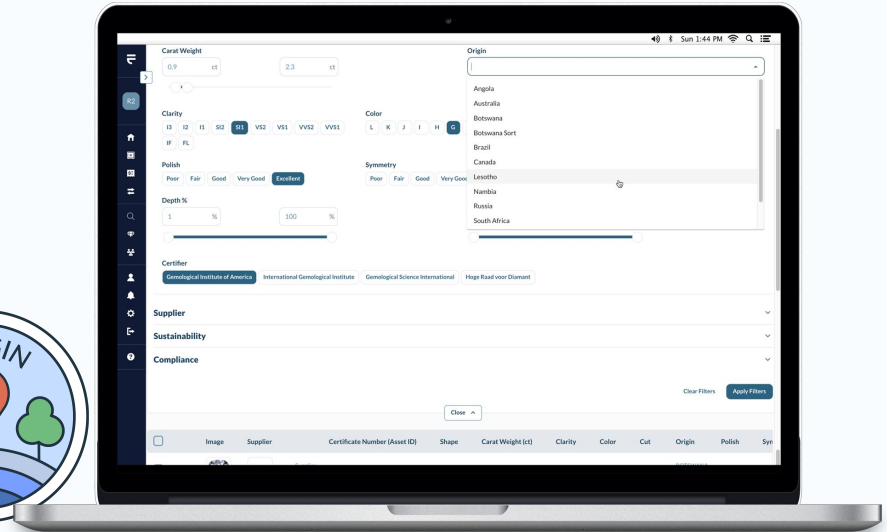 Sun 1:44 PM
Carat Weight
Origin
0.9 ct
2.3 ct
R2
Angola
Australia
Botswana
Botswana Sort
Brazil
Canada
Lesotho
Nambia
Russia
South Africa
Clarity
I3 I2 I1 SI2 SI1 VS2 VS1 VVS2 VVS1
IF FL
Color
L K J I H G
Polish
Poor Fair Good Very Good Excellent
Symmetry
Poor Fair Good Very Goo
Depth %
1 %
100 %
Certifier
Gemological Institute of America International Gemological Institute Gemological Science International Hoge Raad voor Diamant
Supplier
Sustainability
Compliance
Clear Filters Apply Filters
Close
Image Supplier Certificate Number (Asset ID) Shape Carat Weight (ct) Clarity Color Cut Origin Polish Sym
GIN